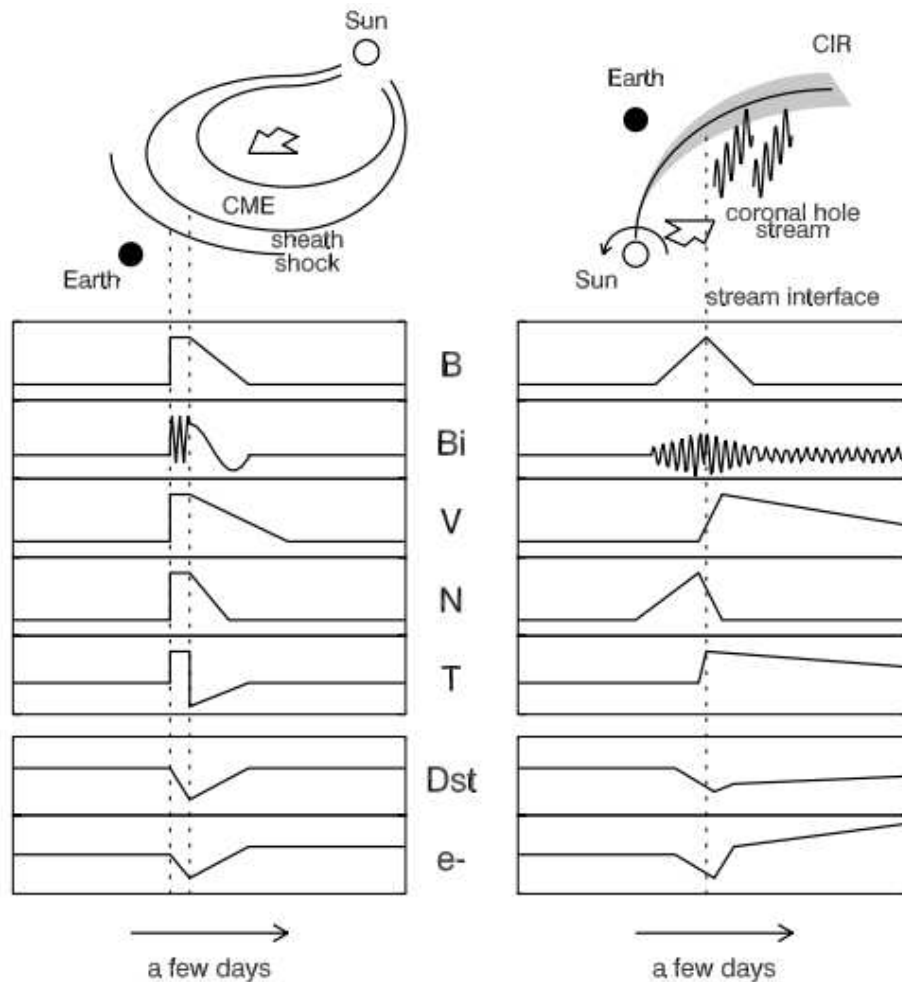 Sun
CME
sheath
shock
Earth
CIR
Earth
coronal hole
stream
Sun
stream interface
B
Bi
V
N
T
Dst
e-
a few days
a few days